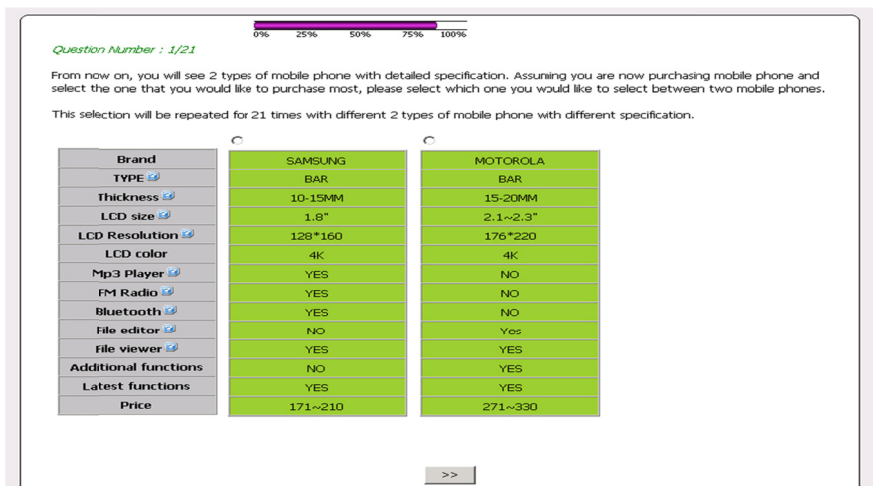 0% 25% 50% 75% 100%
Question Number : 1/21
From now on, you will see 2 types of mobile phone with detailed specification. Assuming you are now purchasing mobile phone and
select the one that you would like to purchase most, please select which one you would like to select between two mobile phones.
This selection will be repeated for 21 times with different 2 types of mobile phone with different specification.
Brand SAMSUNG MOTOROLA
TYPE BAR BAR
Thickness 10-15MM 15-20MM
LCD size 1.8" 2.1~2.3"
LCD Resolution 128*160 176*220
LCD color 4K 4K
Mp3 Player YES NO
FM Radio YES NO
Bluetooth YES NO
File editor NO Yes
File viewer YES YES
Additional functions NO YES
Latest functions YES YES
Price 171~210 271~330
>>